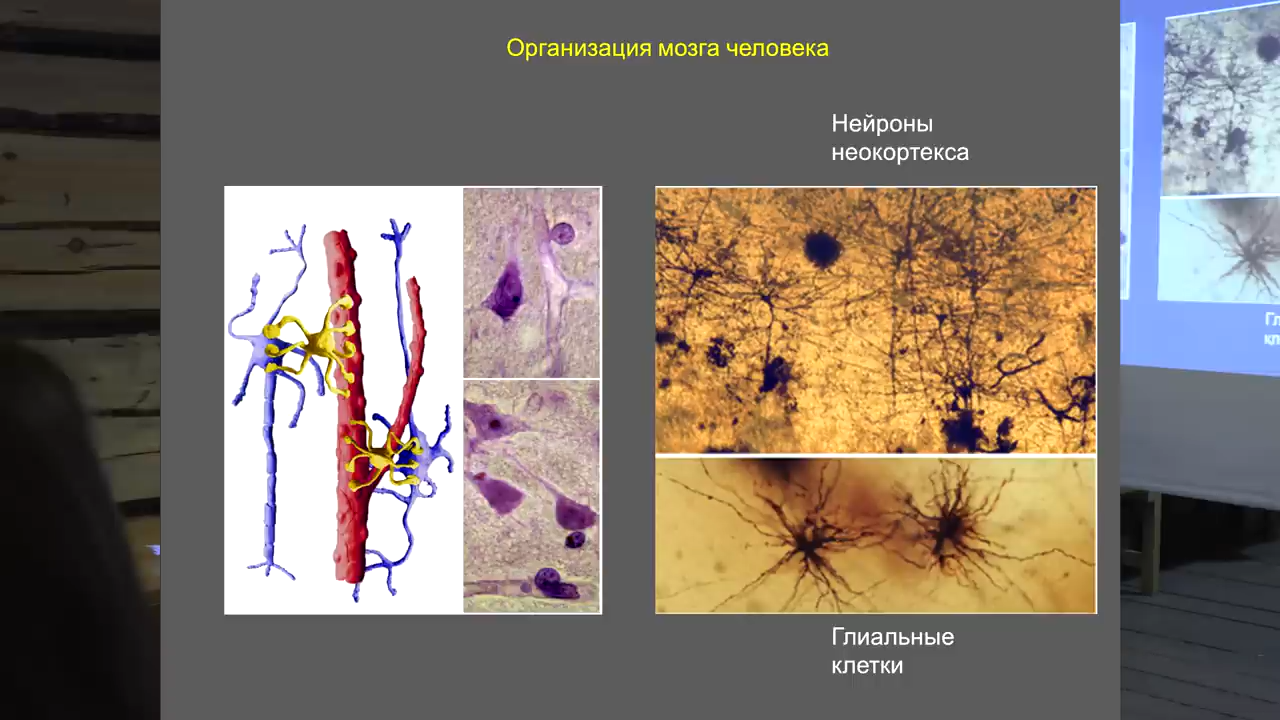 Организация мозга человека
Нейроны
неокортекса
Глиальные
клетки